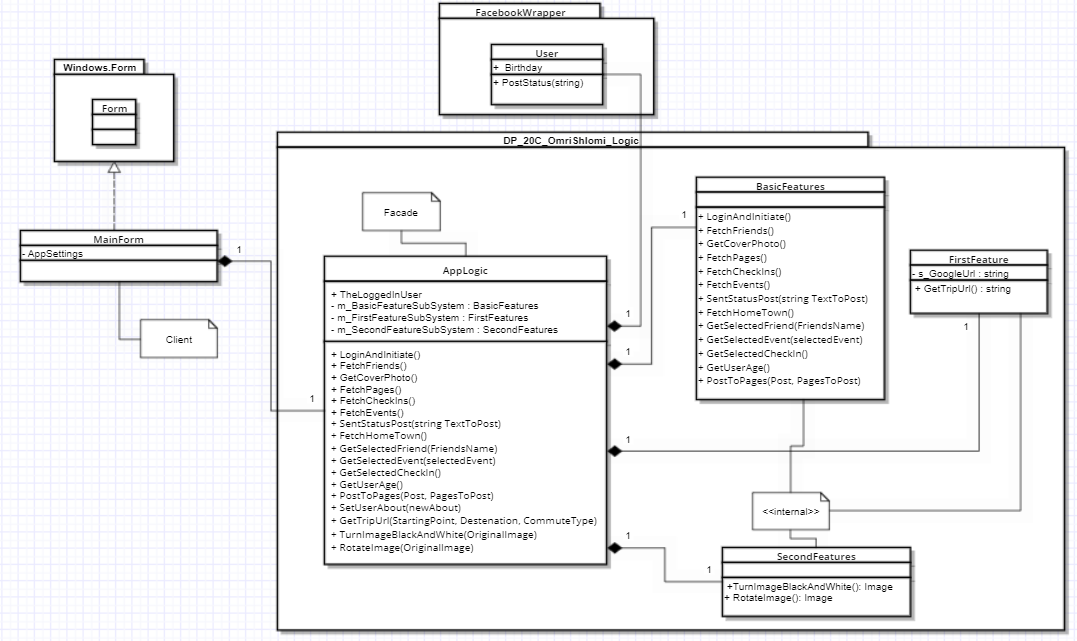 FacebookWrapper
User
+ Birthday
+ PostStatus(string)
Windows.Form
Form
DP_20C_OmriShlomi_Logic
MainForm
- AppSettings
1
Client
Facade
AppLogic
+ TheLoggedInUser
- m_BasicFeatureSubSystem : BasicFeatures
- m_FirstFeatureSubSystem : FirstFeatures
- m_SecondFeatureSubSystem : SecondFeatures
+ LoginAndInitiate()
+ FetchFriends()
+ GetCoverPhoto()
+ FetchPages()
+ FetchCheckIns()
+ FetchEvents()
+ SentStatusPost(string TextToPost)
+ FetchHomeTown()
+ GetSelectedFriend(FriendsName)
+ GetSelectedEvent(selectedEvent)
+ GetSelectedCheckIn()
+ GetUserAge()
+ PostToPages(Post, PagesToPost)
+ SetUserAbout(newAbout)
+ GetTripUrl(StartingPoint, Destenation, CommuteType)
+ TurnImageBlackAndWhite(OriginalImage)
+ RotateImage(OriginalImage)
1
1
1
1
1
1
BasicFeatures
+ LoginAndInitiate()
+ FetchFriends()
+ GetCoverPhoto()
+ FetchPages()
+ FetchCheckIns()
+ FetchEvents()
+ SentStatusPost(string TextToPost)
+ FetchHomeTown()
+ GetSelectedFriend(FriendsName)
+ GetSelectedEvent(selectedEvent)
+ GetSelectedCheckIn()
+ GetUserAge()
+ PostToPages(Post, PagesToPost)
FirstFeature
- s_GoogleUrl : string
+ GetTripUrl() : string
1
<<internal>>
1
SecondFeatures
+TurnImageBlackAndWhite(): Image
+ RotateImage(): Image